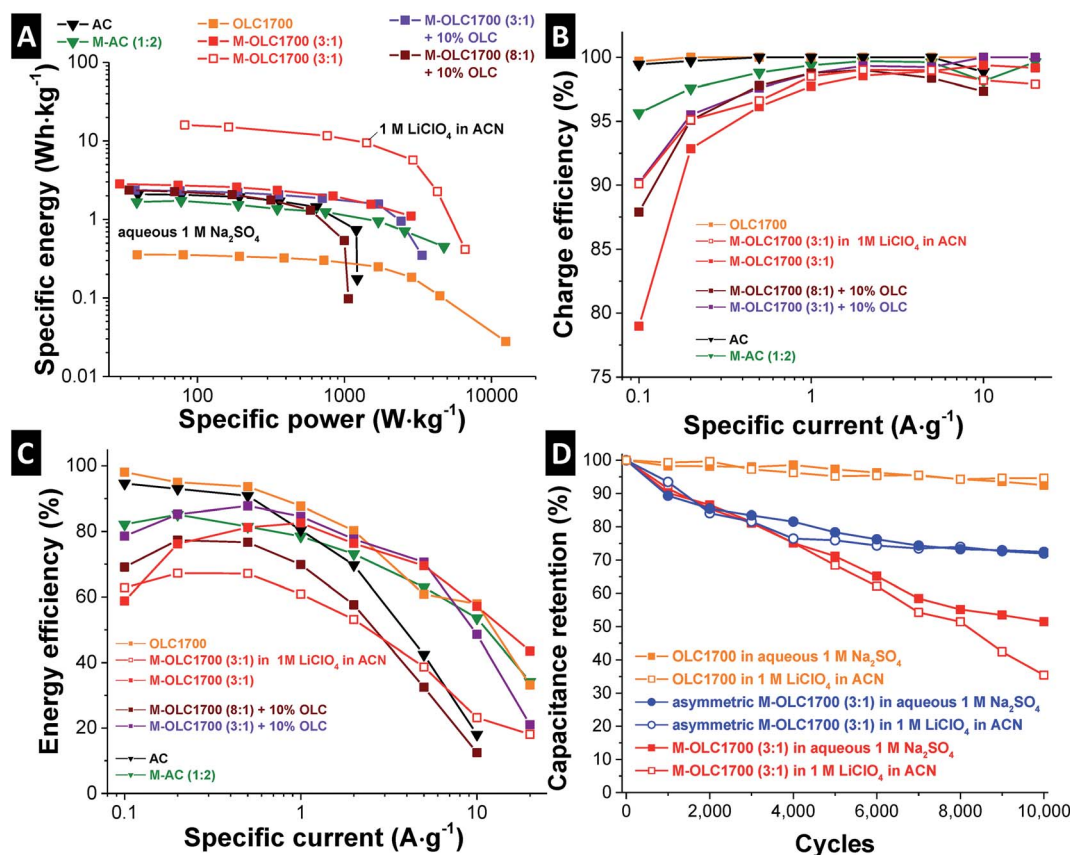 A
AC
M-AC (1:2)
OLC1700
M-OLC1700 (3:1)
M-OLC1700 (3:1)
M-OLC1700 (3:1)
+ 10% OLC
M-OLC1700 (8:1)
+ 10% OLC
Specific energy (Wh·kg⁻¹)
100
10
1
0.1
0.01
1 M LiClO₄ in ACN
aqueous 1 M Na₂SO₄
100
1000
10000
Specific power (W·kg⁻¹)
B
Charge efficiency (%)
100
95
90
85
80
75
OLC1700
M-OLC1700 (3:1) in 1M LiClO₄ in ACN
M-OLC1700 (3:1)
M-OLC1700 (8:1) + 10% OLC
M-OLC1700 (3:1) + 10% OLC
AC
M-AC (1:2)
0.1
1
10
Specific current (A·g⁻¹)
C
Energy efficiency (%)
100
80
60
40
20
0
OLC1700
M-OLC1700 (3:1) in 1M LiClO₄ in ACN
M-OLC1700 (3:1)
M-OLC1700 (8:1) + 10% OLC
M-OLC1700 (3:1) + 10% OLC
AC
M-AC (1:2)
0.1
1
10
Specific current (A·g⁻¹)
D
Capacitance retention (%)
100
90
80
70
60
50
40
30
20
10
0
OLC1700 in aqueous 1 M Na₂SO₄
OLC1700 in 1 M LiClO₄ in ACN
asymmetric M-OLC1700 (3:1) in aqueous 1 M Na₂SO₄
asymmetric M-OLC1700 (3:1) in 1 M LiClO₄ in ACN
M-OLC1700 (3:1) in aqueous 1 M Na₂SO₄
M-OLC1700 (3:1) in 1 M LiClO₄ in ACN
0
2,000
4,000
6,000
8,000
10,000
Cycles